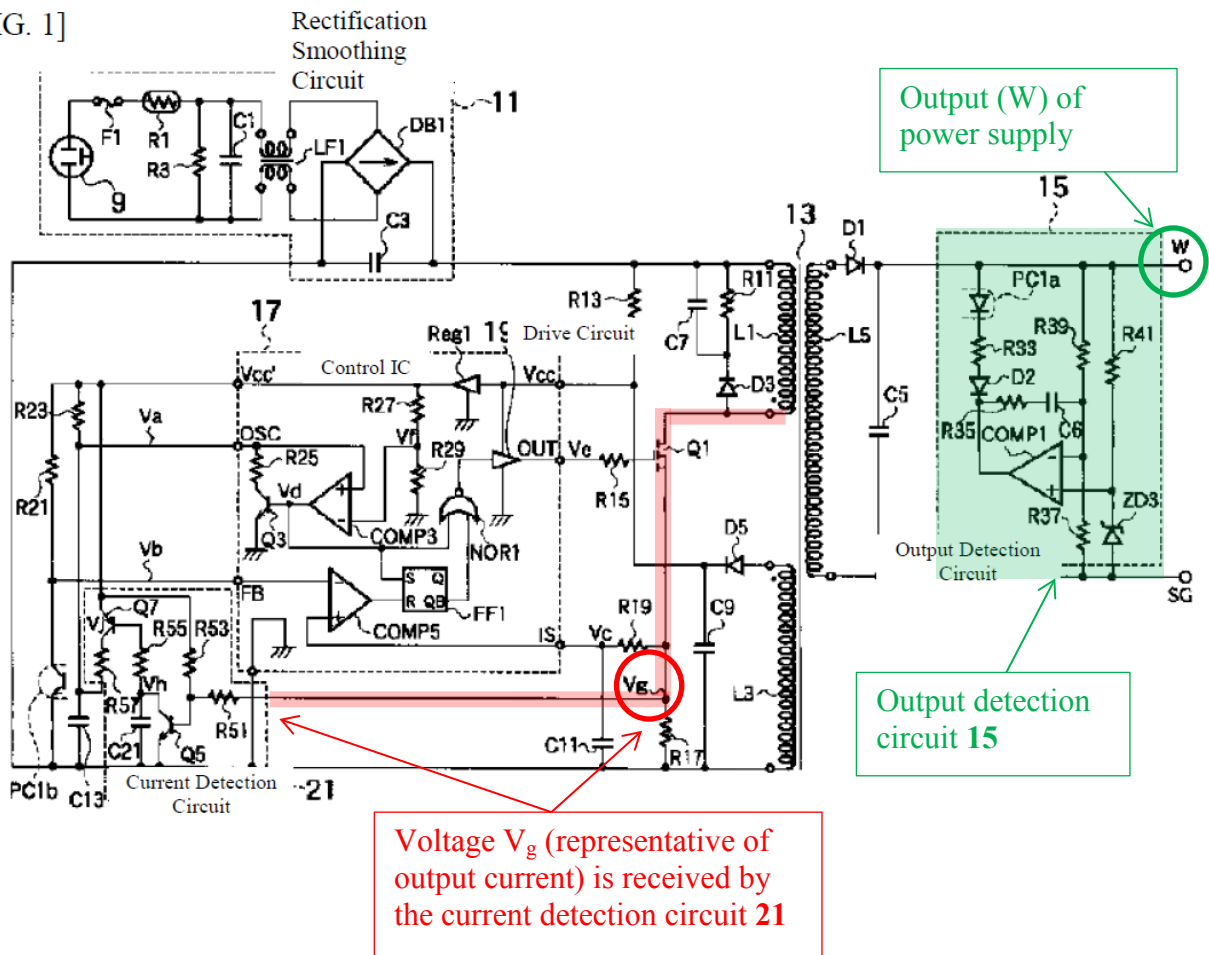 IG. 1]
Rectification
Smoothing
Circuit
11
F1
R1
R3
C1
LF1
DB1
9
C3
Output (W) of
power supply
15
13
D1
W
R13
R11
C7
L1
L5
D3
C5
PC1a
R33
D2
R39
R41
R35
C6
COMP1
R37
ZD3
Output Detection
Circuit
SG
17
Control IC
Reg1
19
Drive Circuit
Vcc'
Vcc
R23
Va
R27
Vf
OSC
R25
R29
OUT
Ve
Q1
R15
R21
Vd
Q3
COMP3
NOR1
D5
Vb
FB
S Q
R QB
FF1
COMP5
IS
Vc
R19
C9
Q7
Vj
R55
R53
R57
Vh
R51
Vg
L3
C21
Q5
C11
R17
PC1b
C13
Current Detection
Circuit
21
Output detection
circuit 15
Voltage Vg (representative of
output current) is received by
the current detection circuit 21